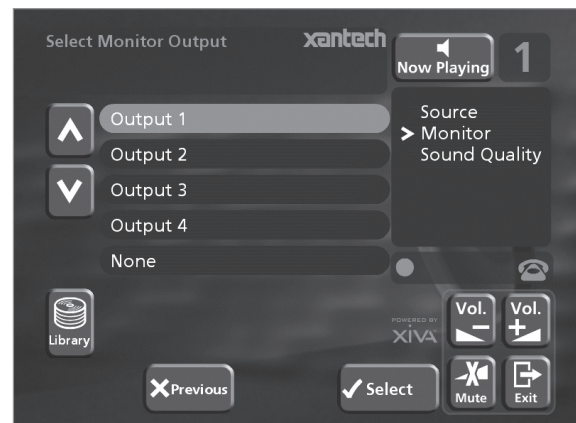 Select Monitor Output
xantech
Now Playing
1
Output 1
Output 2
Output 3
Output 4
None
Source
> Monitor
Sound Quality
Library
POWERED BY
XiVA
Vol.
Vol.
Previous
Select
Mute
Exit